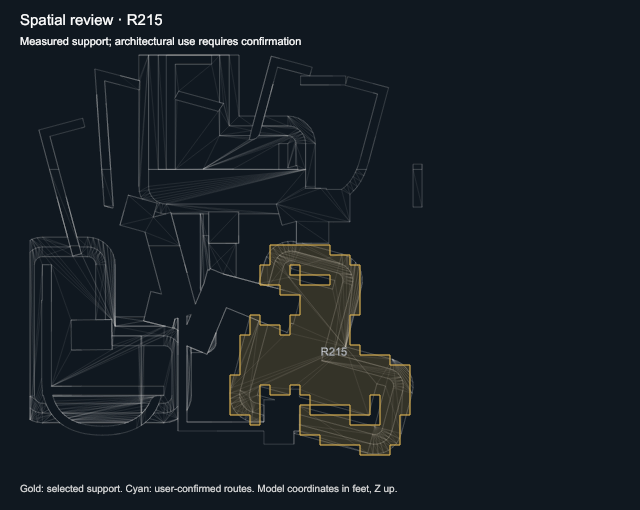 Spatial review · R215
Measured support; architectural use requires confirmation
R215
Gold: selected support. Cyan: user-confirmed routes. Model coordinates in feet, Z up.